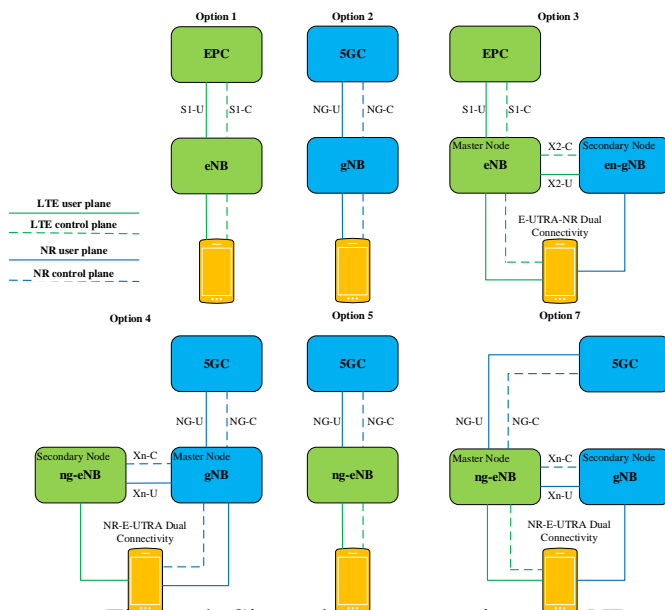 Option 1
Option 2
Option 3
EPC
5GC
EPC
S1-U
S1-C
NG-U
NG-C
S1-U
S1-C
eNB
gNB
Master Node
eNB
X2-C
X2-U
Secondary Node
en-gNB
LTE user plane
LTE control plane
NR user plane
NR control plane
E-UTRA-NR Dual
Connectivity
Option 4
Option 5
Option 7
5GC
5GC
5GC
NG-U
NG-C
NG-U
NG-C
NG-U
NG-C
Secondary Node
ng-eNB
Xn-C
Xn-U
Master Node
gNB
ng-eNB
Master Node
ng-eNB
Xn-C
Xn-U
Secondary Node
gNB
NR-E-UTRA Dual
Connectivity
NR-E-UTRA Dual
Connectivity